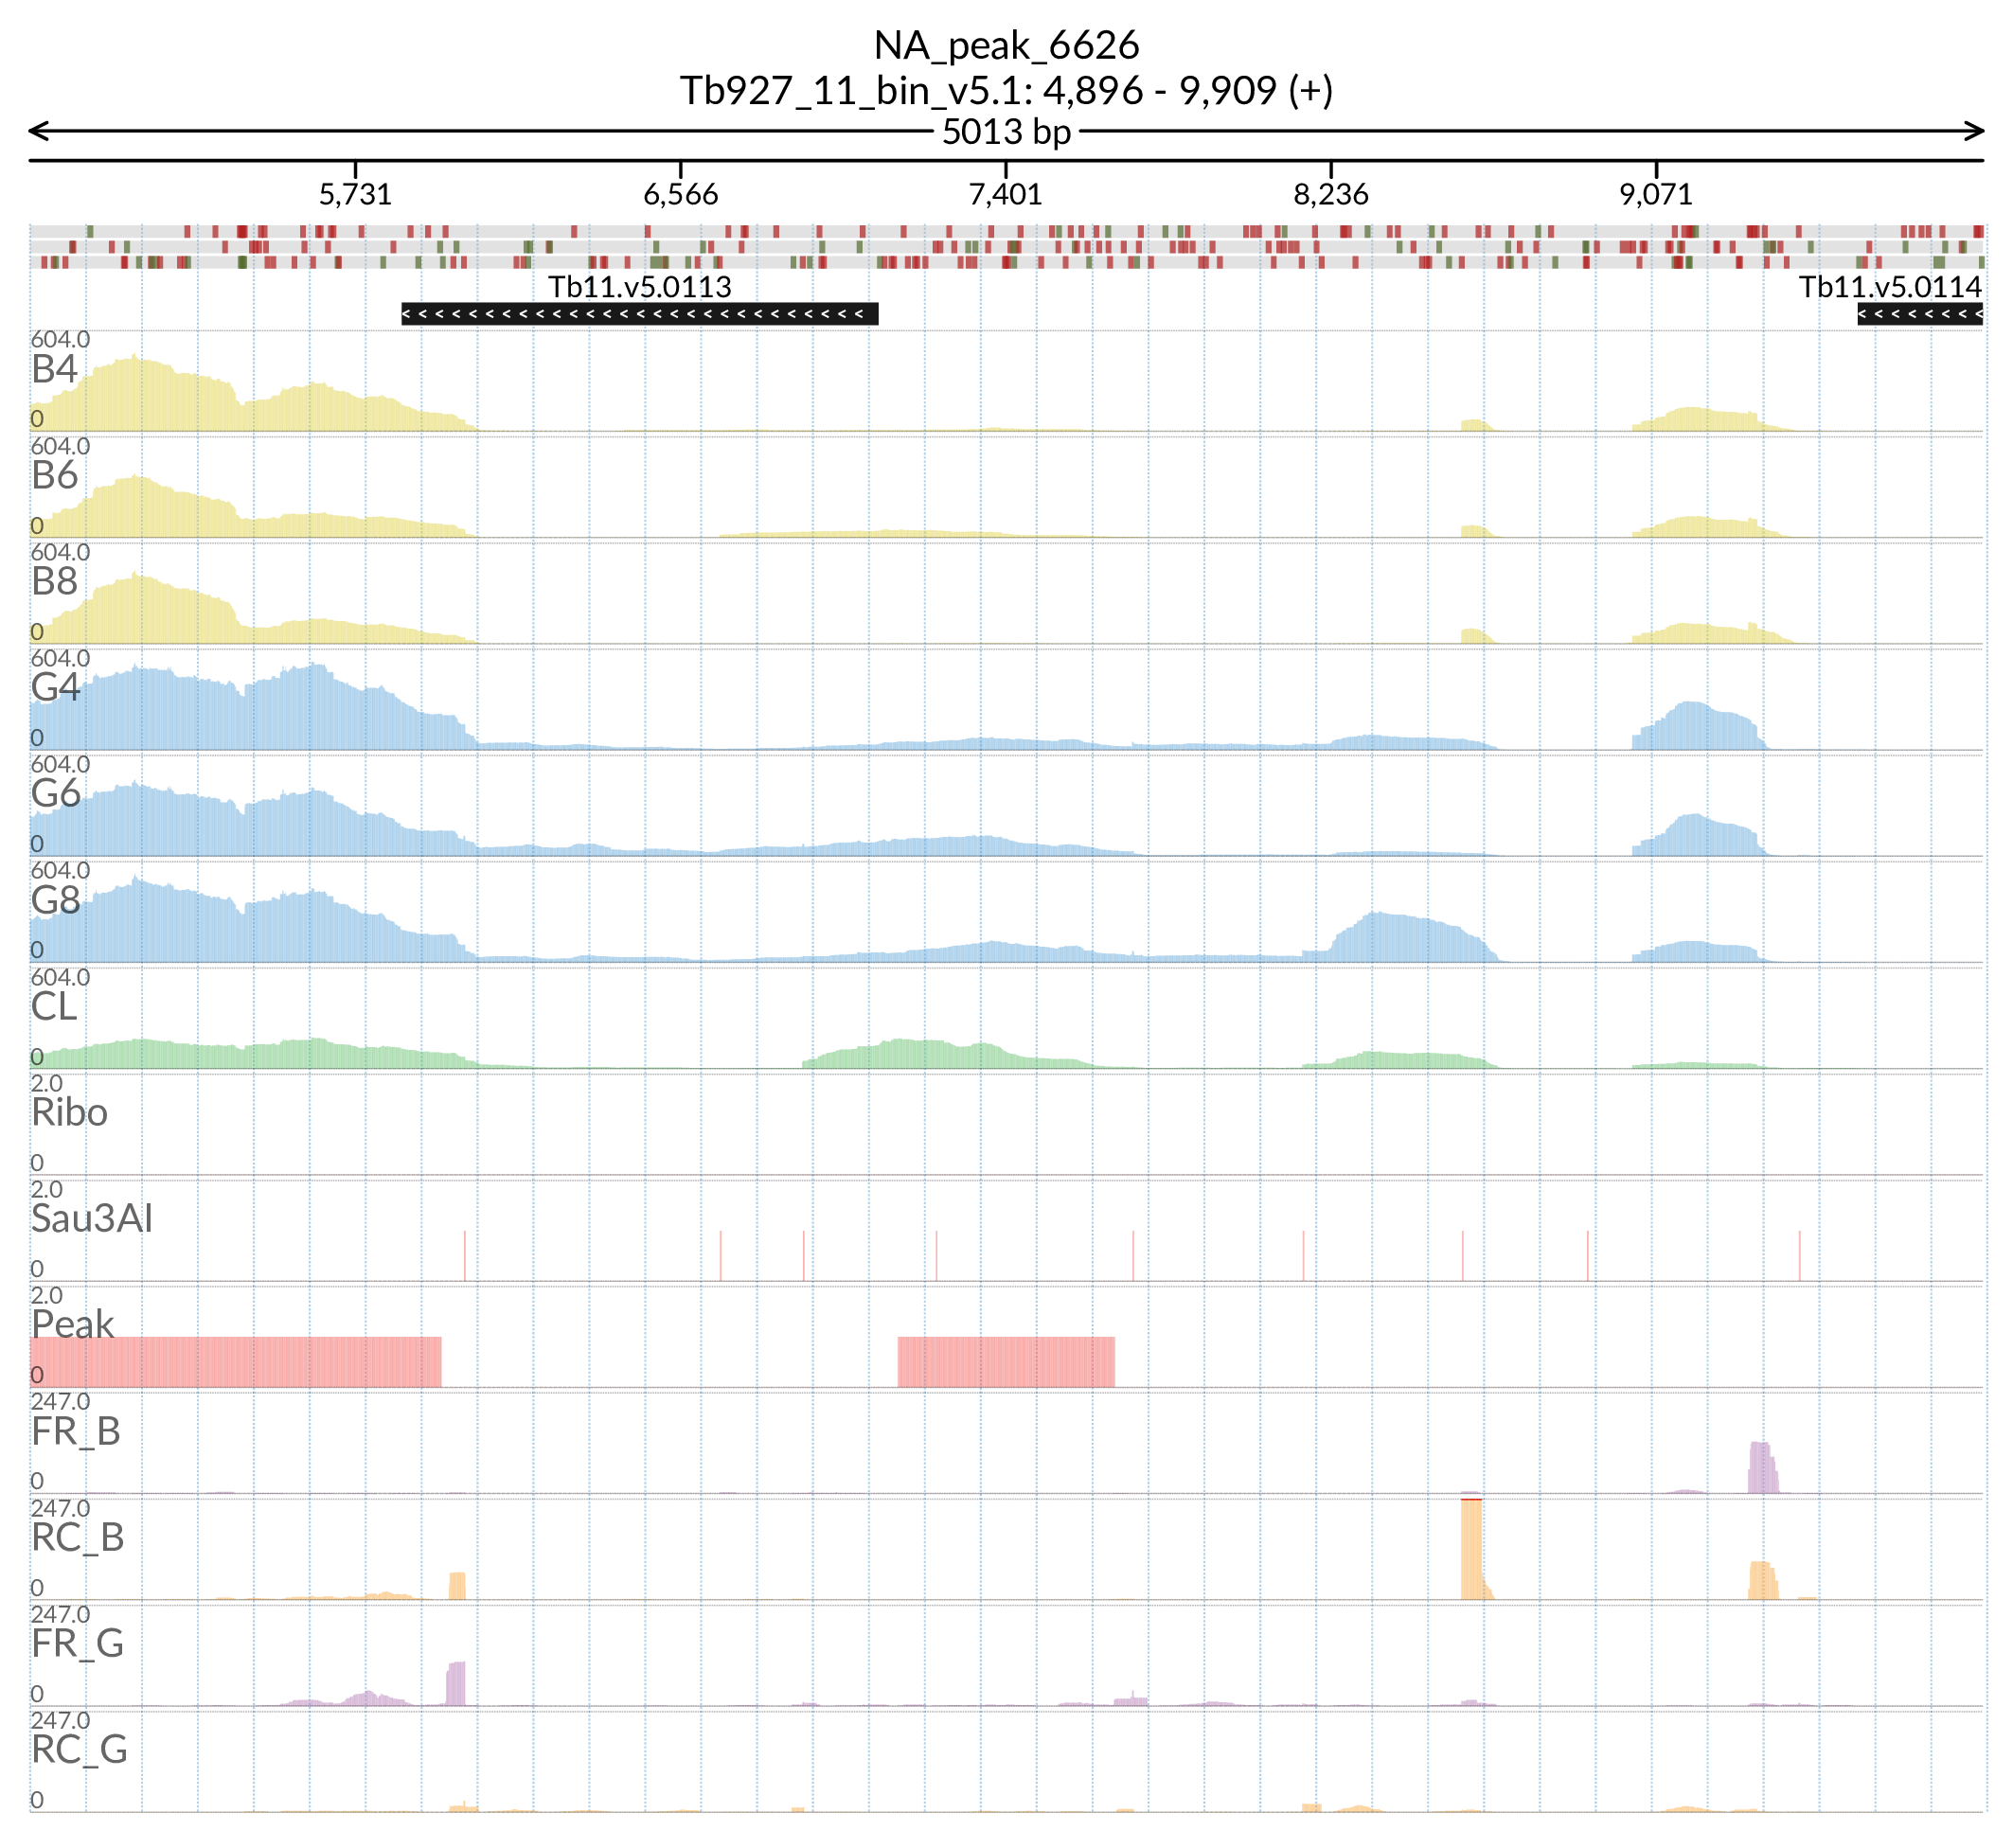 NA_peak_6626
Tb927_11_bin_v5.1: 4,896 - 9,909 (+)
5013 bp
5,731 6,566 7,401 8,236 9,071
Tb11.v5.0113 Tb11.v5.0114
604.0
B4
0
604.0
B6
0
604.0
B8
0
604.0
G4
0
604.0
G6
0
604.0
G8
0
604.0
CL
0
2.0
Ribo
0
2.0
Sau3AI
0
2.0
Peak
0
247.0
FR_B
0
247.0
RC_B
0
247.0
FR_G
0
247.0
RC_G
0